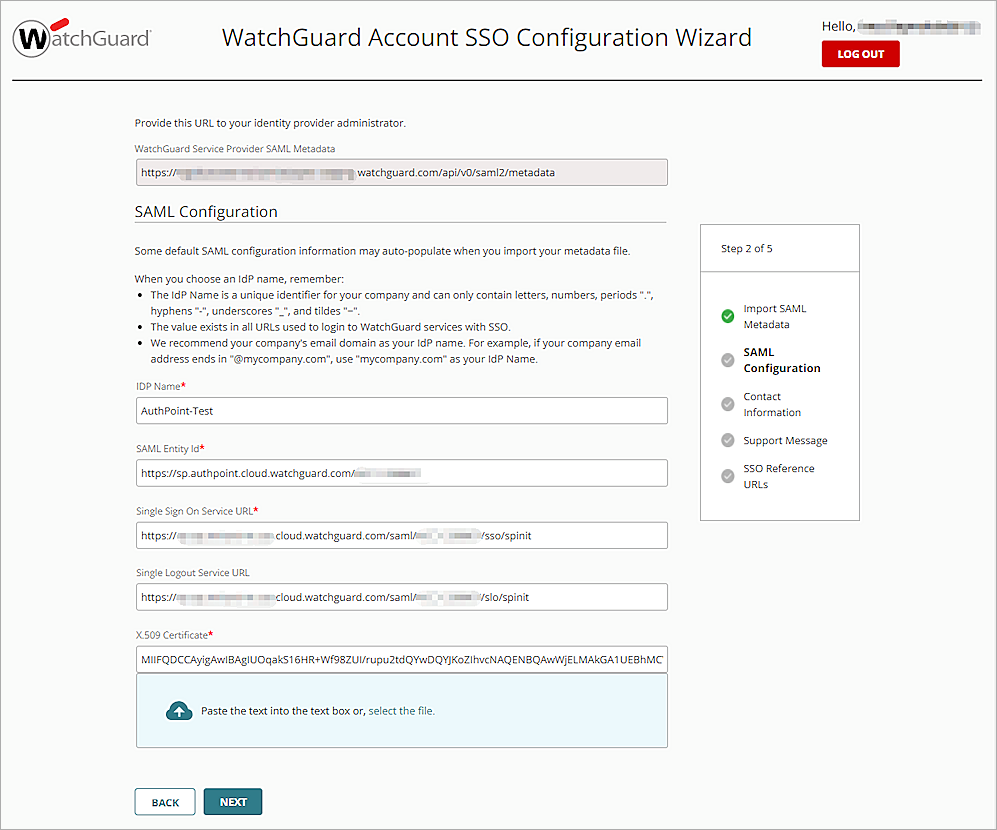 WatchGuard
WatchGuard Account SSO Configuration Wizard
Hello,
LOG OUT
Provide this URL to your identity provider administrator.
WatchGuard Service Provider SAML Metadata
https:// .watchguard.com/api/v0/saml2/metadata
SAML Configuration
Some default SAML configuration information may auto-populate when you import your metadata file.
When you choose an IdP name, remember:
• The IdP Name is a unique identifier for your company and can only contain letters, numbers, periods ".",
hyphens "-", underscores "_", and tildes "~".
• The value exists in all URLs used to login to WatchGuard services with SSO.
• We recommend your company's email domain as your IdP name. For example, if your company email
address ends in "@mycompany.com", use "mycompany.com" as your IdP Name.
IDP Name*
AuthPoint-Test
SAML Entity Id*
https://sp.authpoint.cloud.watchguard.com/
Single Sign On Service URL*
https:// cloud.watchguard.com/saml/ /sso/spinit
Single Logout Service URL
https:// cloud.watchguard.com/saml/ /slo/spinit
X.509 Certificate*
MIIFQDCCAyigAwIBAgIUOqakS16HR+Wf98ZUI/rupu2tdQYwDQYJKoZIhvcNAQENBQAwWjELMAkGA1UEBhMC
Paste the text into the text box or, select the file.
BACK
NEXT
Step 2 of 5
Import SAML
Metadata
SAML
Configuration
Contact
Information
Support Message
SSO Reference
URLs